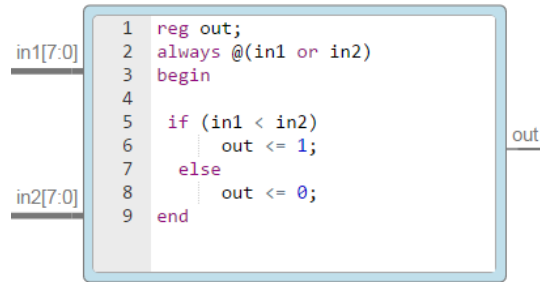 in1[7:0]
in2[7:0]
1 reg out;
2 always @(in1 or in2)
3 begin
4
5 if (in1 < in2)
6 out <= 1;
7 else
8 out <= 0;
9 end
out